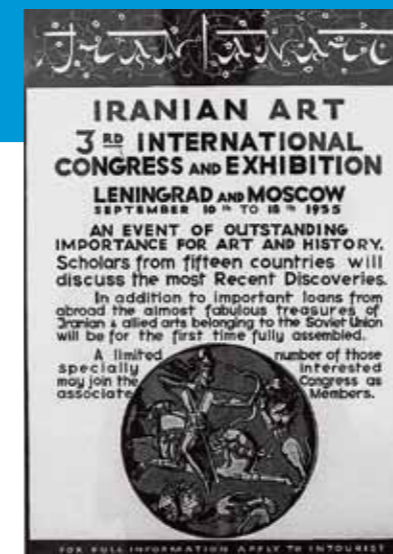 IRANIAN ART
3RD INTERNATIONAL
CONGRESS AND EXHIBITION
LENINGRAD AND MOSCOW
SEPTEMBER 10TH TO 18TH 1935
AN EVENT OF OUTSTANDING
IMPORTANCE FOR ART AND HISTORY.
Scholars from fifteen countries will
discuss the most Recent Discoveries.
In addition to important loans from
abroad the almost fabulous treasures of
Iranian & allied arts belonging to the Soviet Union
will be for the first time fully assembled.
A limited number of those
specially interested
may join the Congress as
associate Members.
FOR FULL INFORMATION APPLY TO INTOURIST